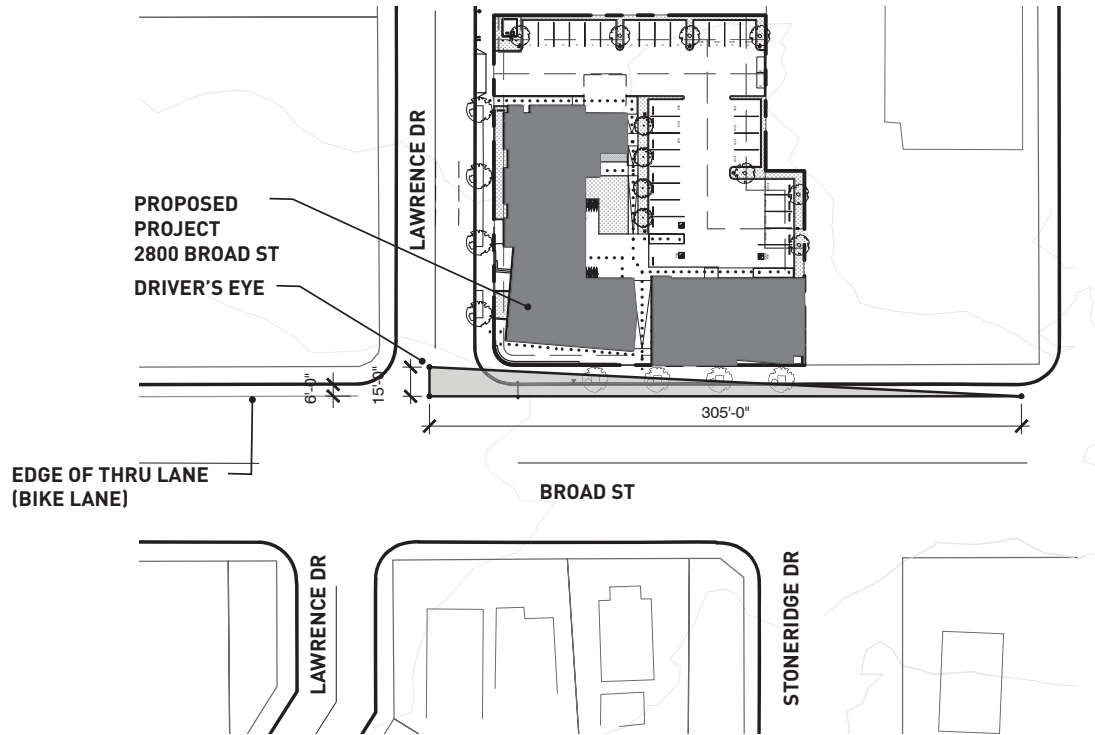 LAWRENCE DR
PROPOSED
PROJECT
2800 BROAD ST
DRIVER'S EYE
6'-0"
15'-0"
305'-0"
EDGE OF THRU LANE
(BIKE LANE)
BROAD ST
LAWRENCE DR
STONERIDGE DR